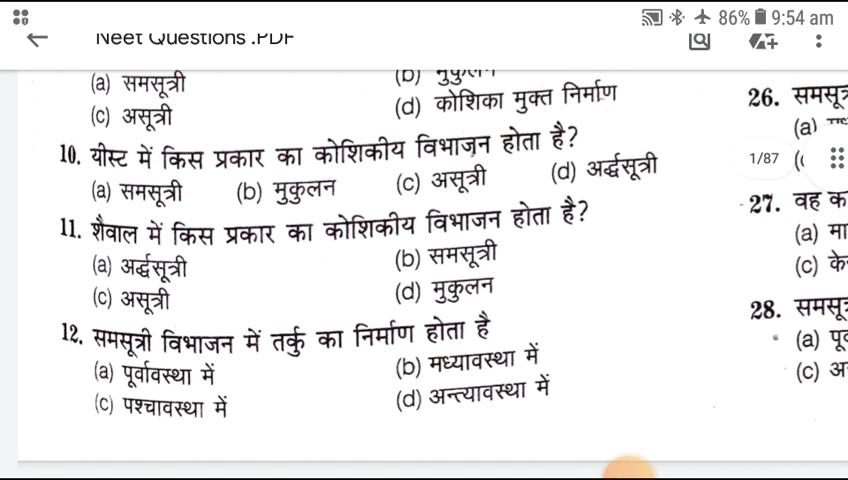 86% 9:54 am
Neet Questions .PDF
(a) समसूत्री
(c) असूत्री
(d) कोशिका मुक्त निर्माण
10. यीस्ट में किस प्रकार का कोशिकीय विभाजन होता है?
(a) समसूत्री (b) मुकुलन (c) असूत्री (d) अर्द्धसूत्री
11. शैवाल में किस प्रकार का कोशिकीय विभाजन होता है?
(a) अर्द्धसूत्री (b) समसूत्री
(c) असूत्री (d) मुकुलन
12. समसूत्री विभाजन में तर्कु का निर्माण होता है
(a) पूर्वावस्था में (b) मध्यावस्था में
(c) पश्चावस्था में (d) अन्त्यावस्था में
26.
(a)
1/87
27. वह
(a)
(c)
28.
(a)
(c)